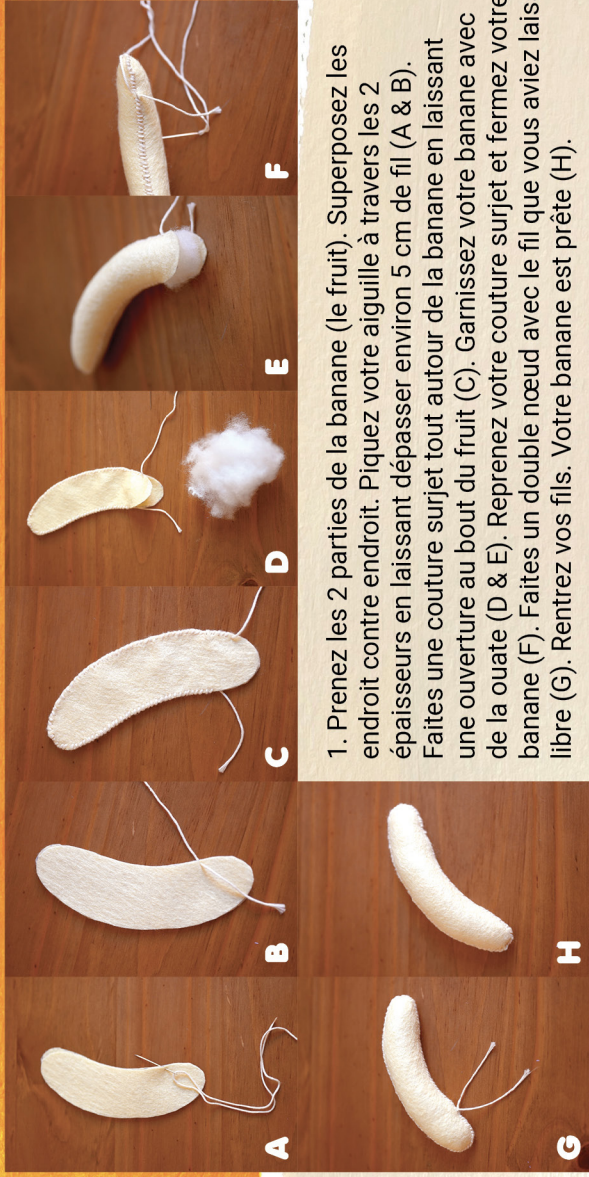 A
B
C
D
E
F
G
H
1. Prenez les 2 parties de la banane (le fruit). Superposez les
endroit contre endroit. Piquez votre aiguille à travers les 2
épaisseurs en laissant dépasser environ 5 cm de fil (A & B).
Faites une couture surjet tout autour de la banane en laissant
une ouverture au bout du fruit (C). Garnissez votre banane avec
de la ouate (D & E). Reprenez votre couture surjet et fermez votre
banane (F). Faites un double nœud avec le fil que vous aviez lais
libre (G). Rentrez vos fils. Votre banane est prête (H).